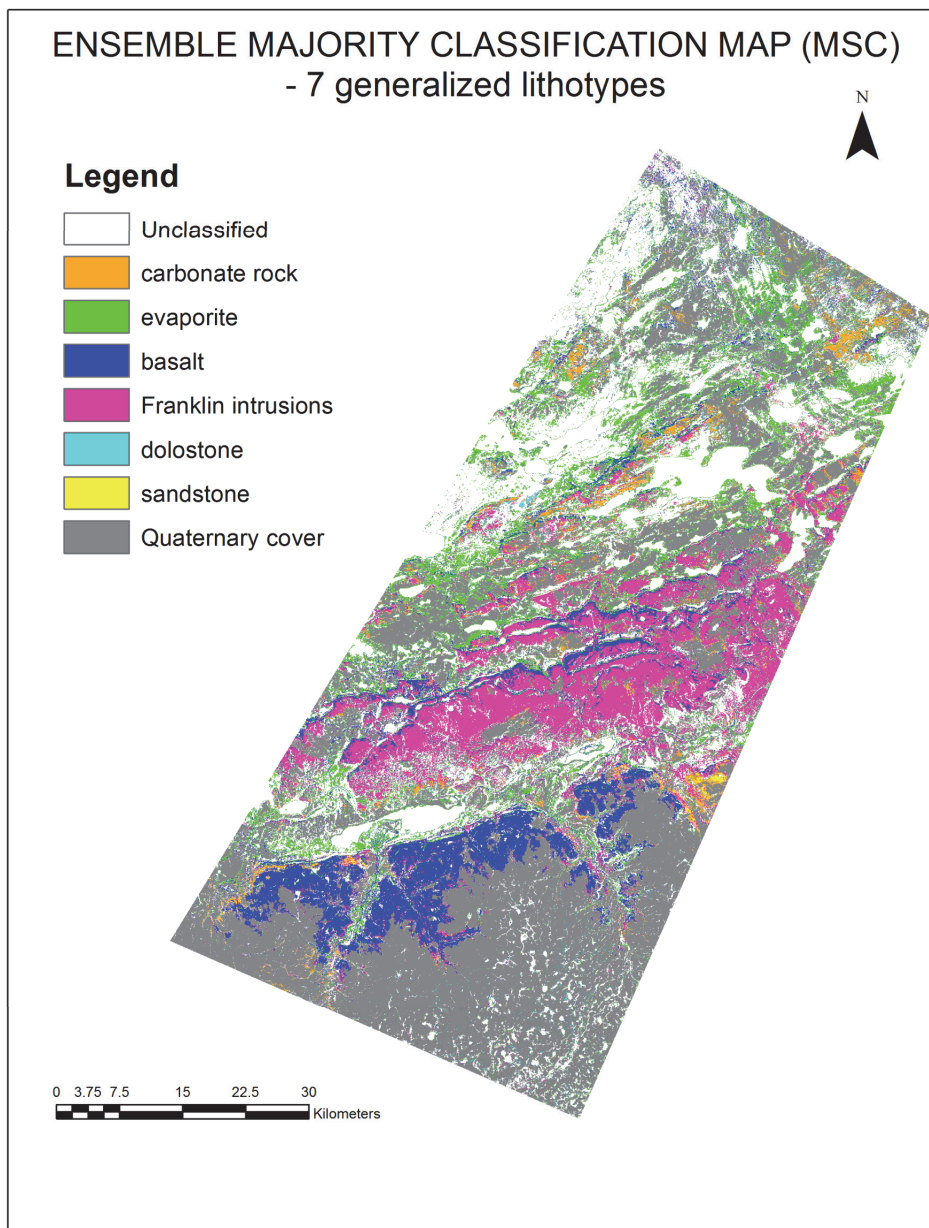 ENSEMBLE MAJORITY CLASSIFICATION MAP (MSC)
- 7 generalized lithotypes
N
Legend
Unclassified
carbonate rock
evaporite
basalt
Franklin intrusions
dolostone
sandstone
Quaternary cover
0 3.75 7.5 15 22.5 30
Kilometers